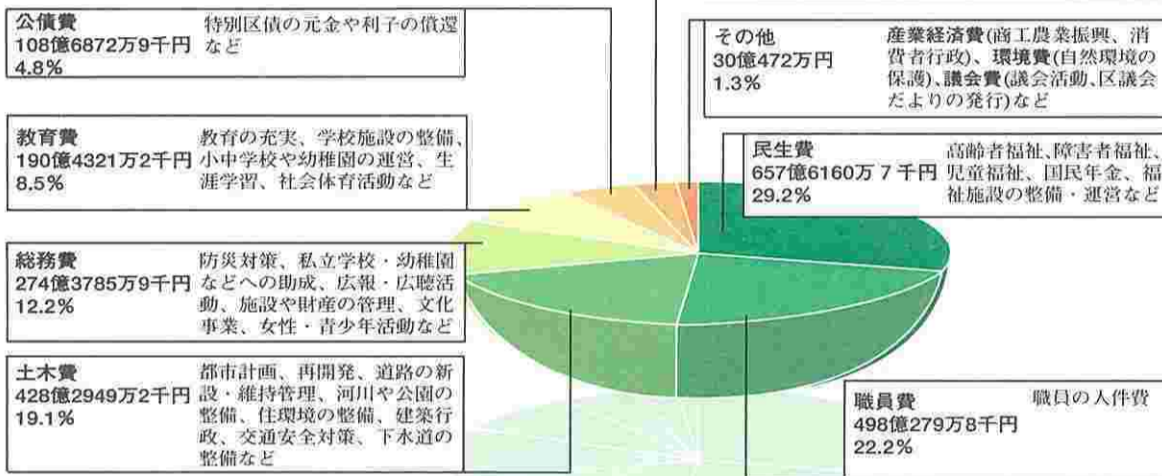 公債費
108億6872万9千円
4.8%
特別区債の元金や利子の償還
など
教育費
190億4321万2千円
8.5%
教育の充実、学校施設の整備、
小中学校や幼稚園の運営、生
涯学習、社会体育活動など
総務費
274億3785万9千円
12.2%
防災対策、私立学校・幼稚園
などへの助成、広報・広聴活
動、施設や財産の管理、文化
事業、女性・青少年活動など
土木費
428億2949万2千円
19.1%
都市計画、再開発、道路の新
設・維持管理、河川や公園の
整備、住環境の整備、建築行
政、交通安全対策、下水道の
整備など
その他
30億472万円
1.3%
産業経済費(商工農業振興、消
費者行政)、環境費(自然環境の
保護)、議会費(議会活動、区議会
だよりの発行)など
民生費
657億6160万7千円
29.2%
高齢者福祉、障害者福祉、
児童福祉、国民年金、福
祉施設の整備・運営など
職員費
498億279万8千円
22.2%
職員の人件費